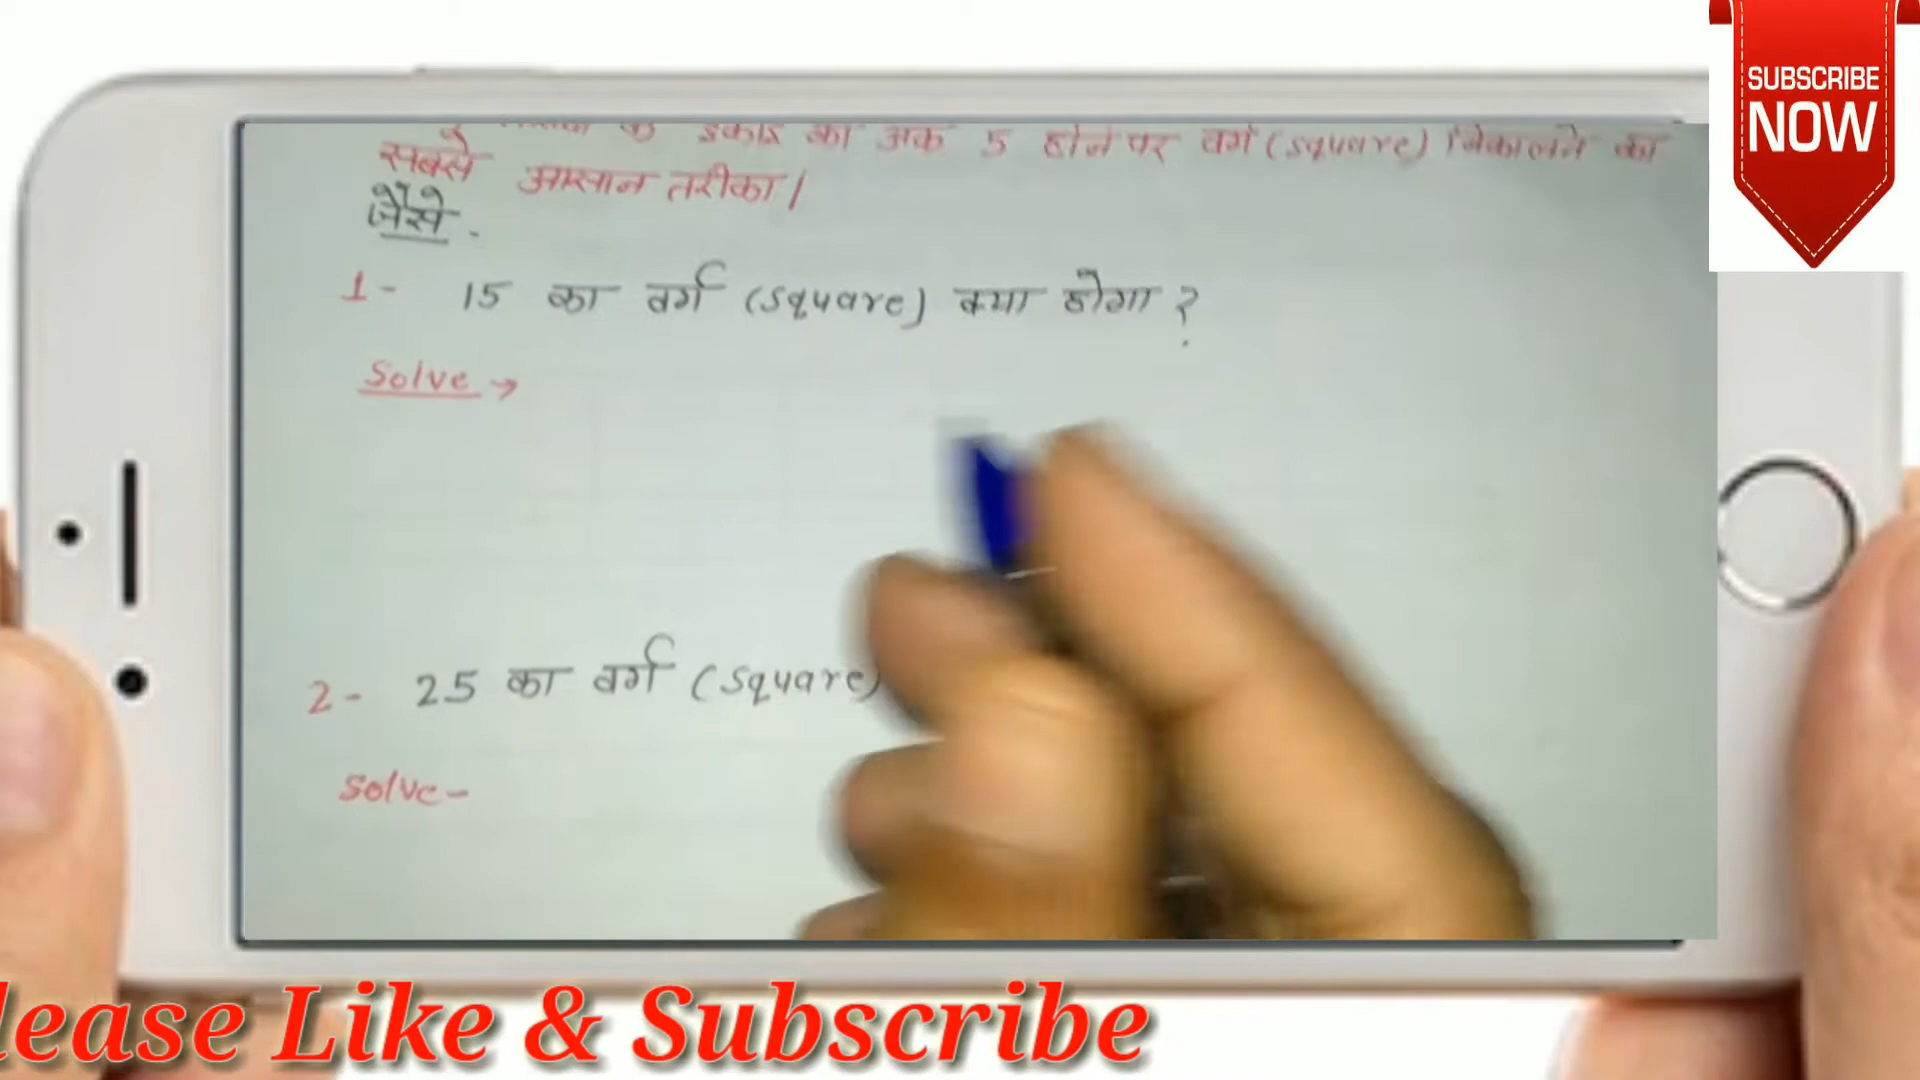 इकाई का अंक 5 होने पर वर्ग (square) निकालने का
सबसे आसान तरीका।
जैसे -
1- 15 का वर्ग (square) क्या होगा ?
Solve →
2- 25 का वर्ग (square)
Solve -
SUBSCRIBE
NOW
lease Like & Subscribe